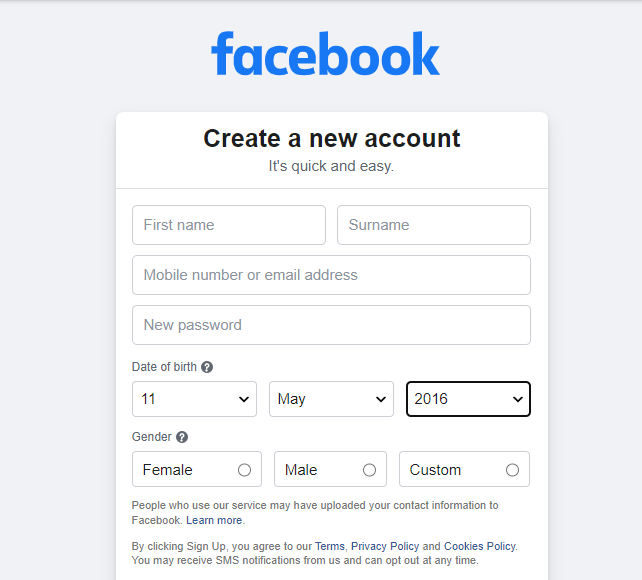 facebook
Create a new account
It's quick and easy.
First name Surname
Mobile number or email address
New password
Date of birth ?
11 May 2016
Gender ?
Female Male Custom
People who use our service may have uploaded your contact information to
Facebook. Learn more.
By clicking Sign Up, you agree to our Terms, Privacy Policy and Cookies Policy.
You may receive SMS notifications from us and can opt out at any time.